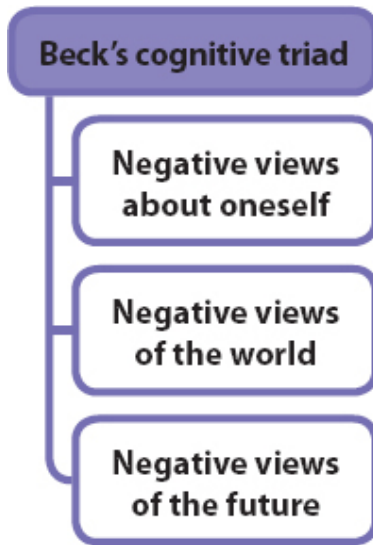 Beck's cognitive triad
Negative views
about oneself
Negative views
of the world
Negative views
of the future